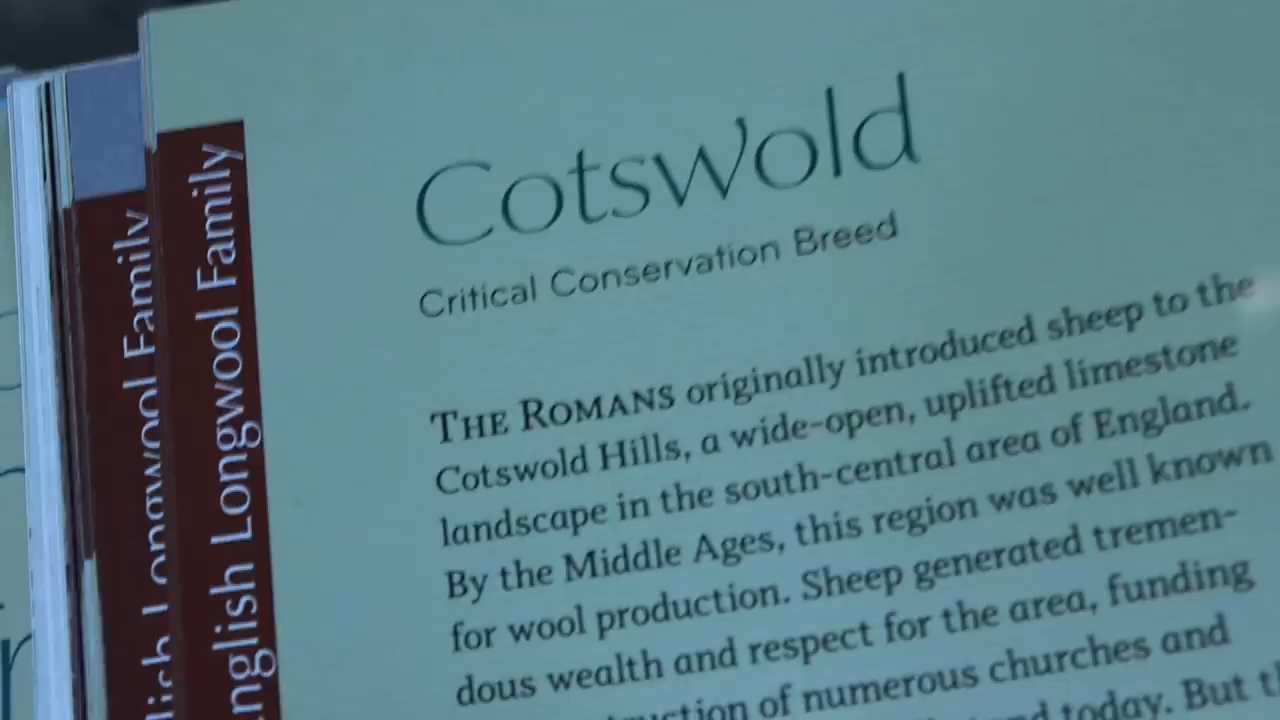 Cotswold
Critical Conservation Breed
THE ROMANS originally introduced sheep to the
Cotswold Hills, a wide-open, uplifted limestone
landscape in the south-central area of England.
By the Middle Ages, this region was well known
for wool production. Sheep generated tremen-
dous wealth and respect for the area, funding
of numerous churches and
today. But
English Longwool Family
Longwool Family